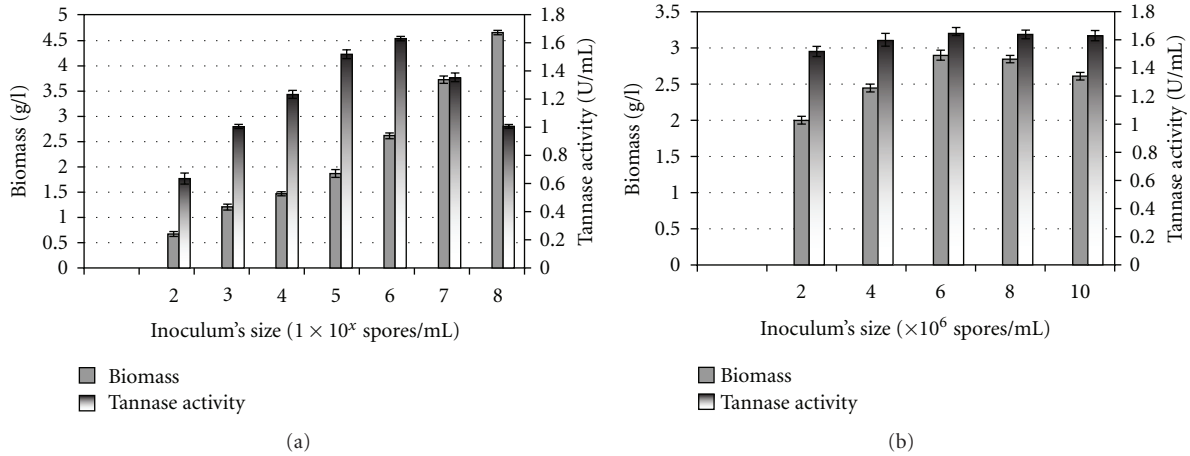 5
4.5
4
3.5
3
2.5
2
1.5
1
0.5
0
Biomass (g/l)
1.8
1.6
1.4
1.2
1
0.8
0.6
0.4
0.2
0
Tannase activity (U/mL)
2 3 4 5 6 7 8
Inoculum's size (1 × 10^x spores/mL)
Biomass
Tannase activity
(a)
3.5
3
2.5
2
1.5
1
0.5
0
Biomass (g/l)
1.8
1.6
1.4
1.2
1
0.8
0.6
0.4
0.2
0
Tannase activity (U/mL)
2 4 6 8 10
Inoculum's size (×10^6 spores/mL)
Biomass
Tannase activity
(b)